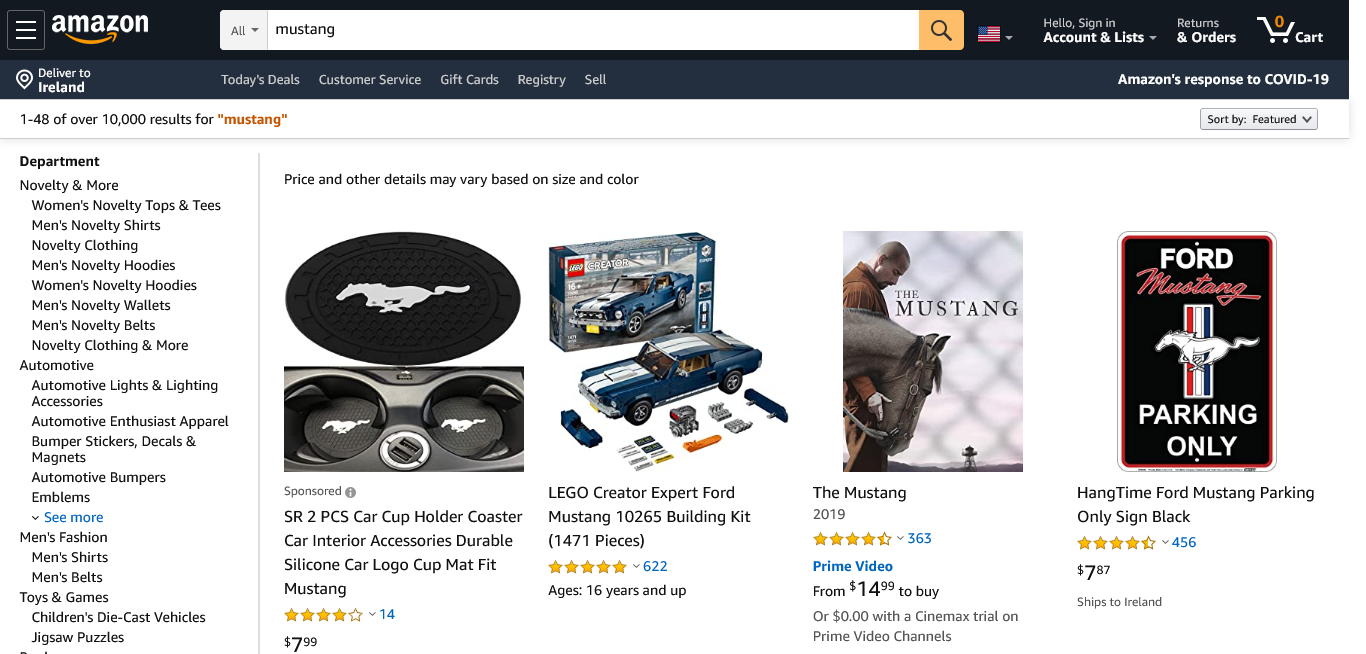 amazon
All
mustang
Hello, Sign in
Account & Lists
Returns
& Orders
0
Cart
Deliver to
Ireland
Today's Deals
Customer Service
Gift Cards
Registry
Sell
Amazon's response to COVID-19
1-48 of over 10,000 results for "mustang"
Sort by: Featured
Department
Novelty & More
Women's Novelty Tops & Tees
Men's Novelty Shirts
Novelty Clothing
Men's Novelty Hoodies
Women's Novelty Hoodies
Men's Novelty Wallets
Men's Novelty Belts
Novelty Clothing & More
Automotive
Automotive Lights & Lighting
Accessories
Automotive Enthusiast Apparel
Bumper Stickers, Decals &
Magnets
Automotive Bumpers
Emblems
See more
Men's Fashion
Men's Shirts
Men's Belts
Toys & Games
Children's Die-Cast Vehicles
Jigsaw Puzzles
Price and other details may vary based on size and color
Sponsored
SR 2 PCS Car Cup Holder Coaster
Car Interior Accessories Durable
Silicone Car Logo Cup Mat Fit
Mustang
14
$7.99
LEGO
CREATOR
16+
LEGO Creator Expert Ford
Mustang 10265 Building Kit
(1471 Pieces)
622
Ages: 16 years and up
THE
MUSTANG
The Mustang
2019
363
Prime Video
From $14.99 to buy
Or $0.00 with a Cinemax trial on
Prime Video Channels
FORD
Mustang
PARKING
ONLY
HangTime Ford Mustang Parking
Only Sign Black
456
$7.87
Ships to Ireland